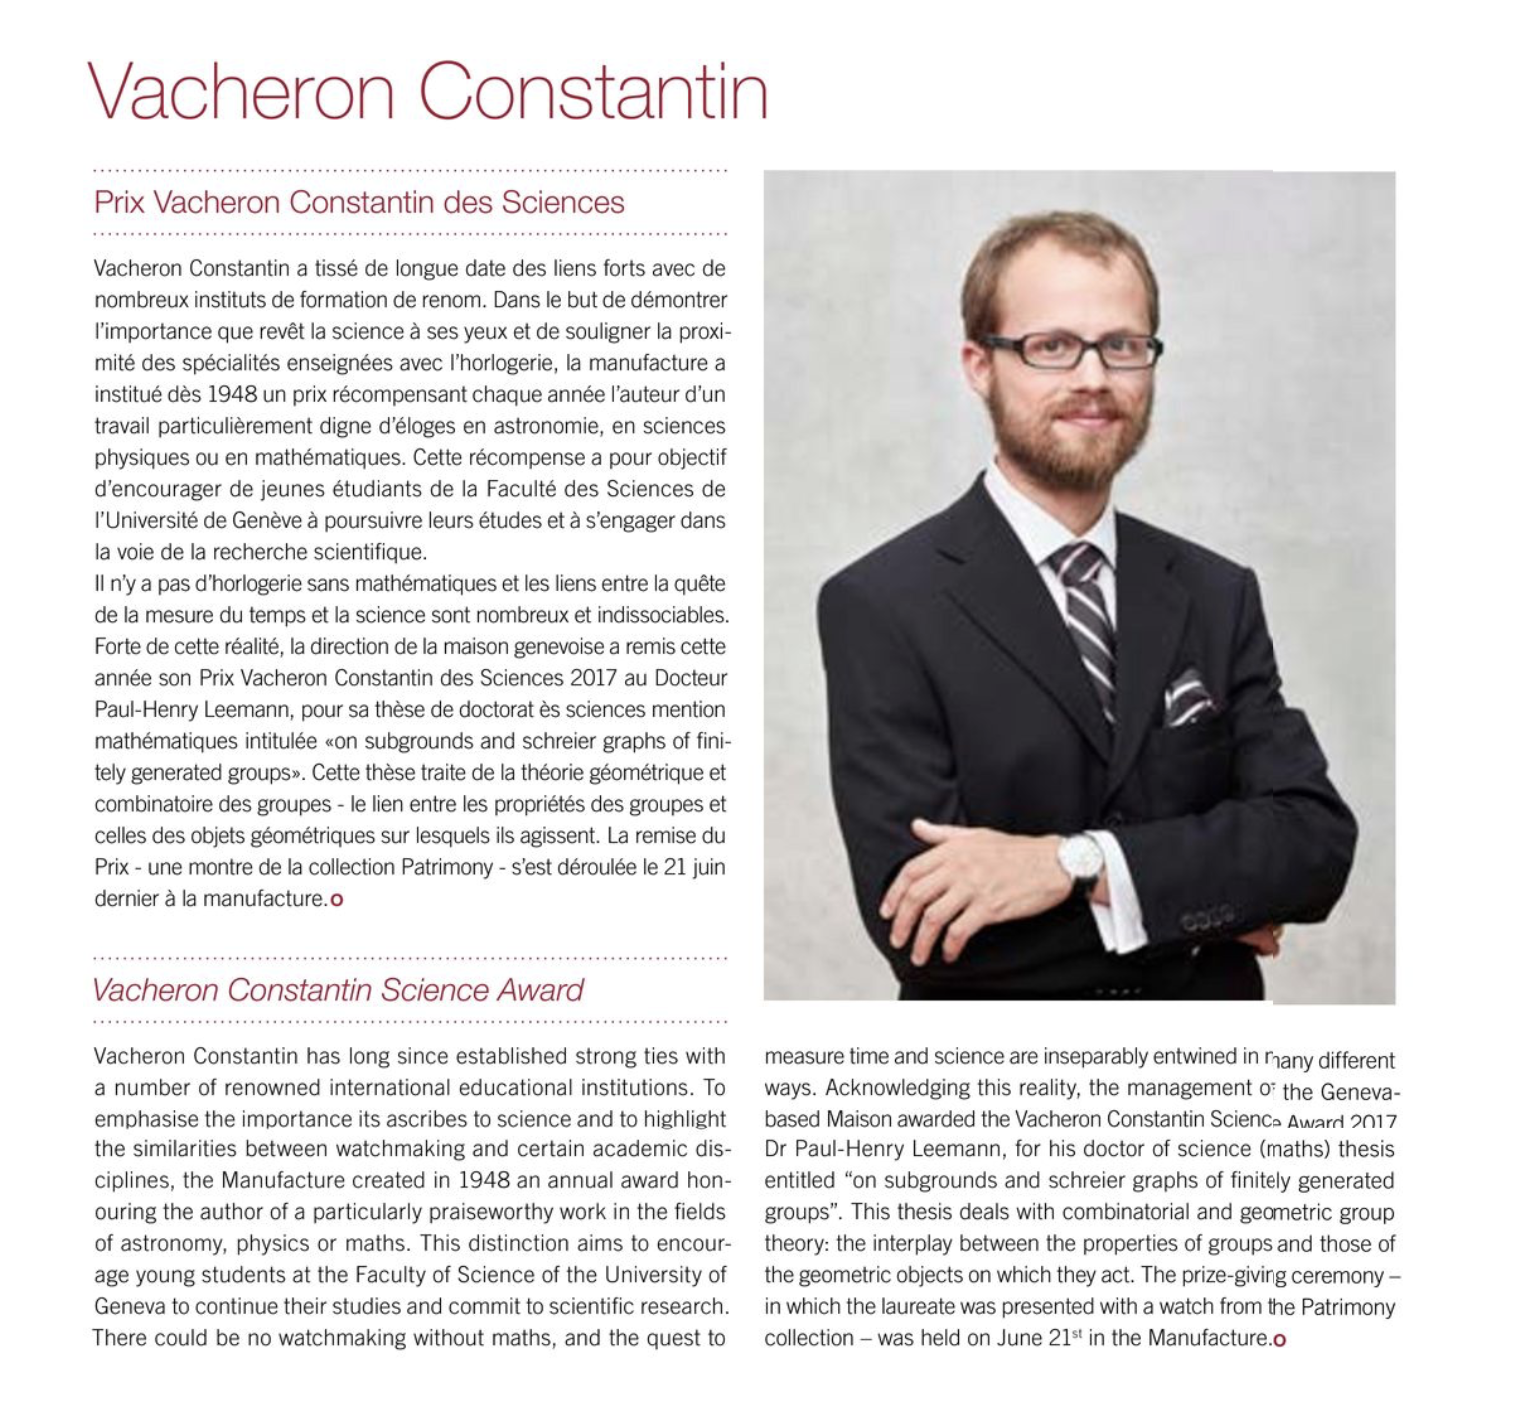 Vacheron Constantin
Prix Vacheron Constantin des Sciences
Vacheron Constantin a tissé de longue date des liens forts avec de
nombreux instituts de formation de renom. Dans le but de démontrer
l'importance que revêt la science à ses yeux et de souligner la proxi-
mité des spécialités enseignées avec l'horlogerie, la manufacture a
institué dès 1948 un prix récompensant chaque année l'auteur d'un
travail particulièrement digne d'éloges en astronomie, en sciences
physiques ou en mathématiques. Cette récompense a pour objectif
d'encourager de jeunes étudiants de la Faculté des Sciences de
l'Université de Genève à poursuivre leurs études et à s'engager dans
la voie de la recherche scientifique.
Il n'y a pas d'horlogerie sans mathématiques et les liens entre la quête
de la mesure du temps et la science sont nombreux et indissociables.
Forte de cette réalité, la direction de la maison genevoise a remis cette
année son Prix Vacheron Constantin des Sciences 2017 au Docteur
Paul-Henry Leemann, pour sa thèse de doctorat ès sciences mention
mathématiques intitulée «on subgrounds and schreier graphs of fini-
tely generated groups». Cette thèse traite de la théorie géométrique et
combinatoire des groupes - le lien entre les propriétés des groupes et
celles des objets géométriques sur lesquels ils agissent. La remise du
Prix - une montre de la collection Patrimony - s'est déroulée le 21 juin
dernier à la manufacture.o
Vacheron Constantin Science Award
Vacheron Constantin has long since established strong ties with
a number of renowned international educational institutions. To
emphasise the importance its ascribes to science and to highlight
the similarities between watchmaking and certain academic dis-
ciplines, the Manufacture created in 1948 an annual award hon-
ouring the author of a particularly praiseworthy work in the fields
of astronomy, physics or maths. This distinction aims to encour-
age young students at the Faculty of Science of the University of
Geneva to continue their studies and commit to scientific research.
There could be no watchmaking without maths, and the quest to
measure time and science are inseparably entwined in many different
ways. Acknowledging this reality, the management of the Geneva-
based Maison awarded the Vacheron Constantin Science Award 2017
Dr Paul-Henry Leemann, for his doctor of science (maths) thesis
entitled “on subgrounds and schreier graphs of finitely generated
groups”. This thesis deals with combinatorial and geometric group
theory: the interplay between the properties of groups and those of
the geometric objects on which they act. The prize-giving ceremony –
in which the laureate was presented with a watch from the Patrimony
collection – was held on June 21st in the Manufacture.o